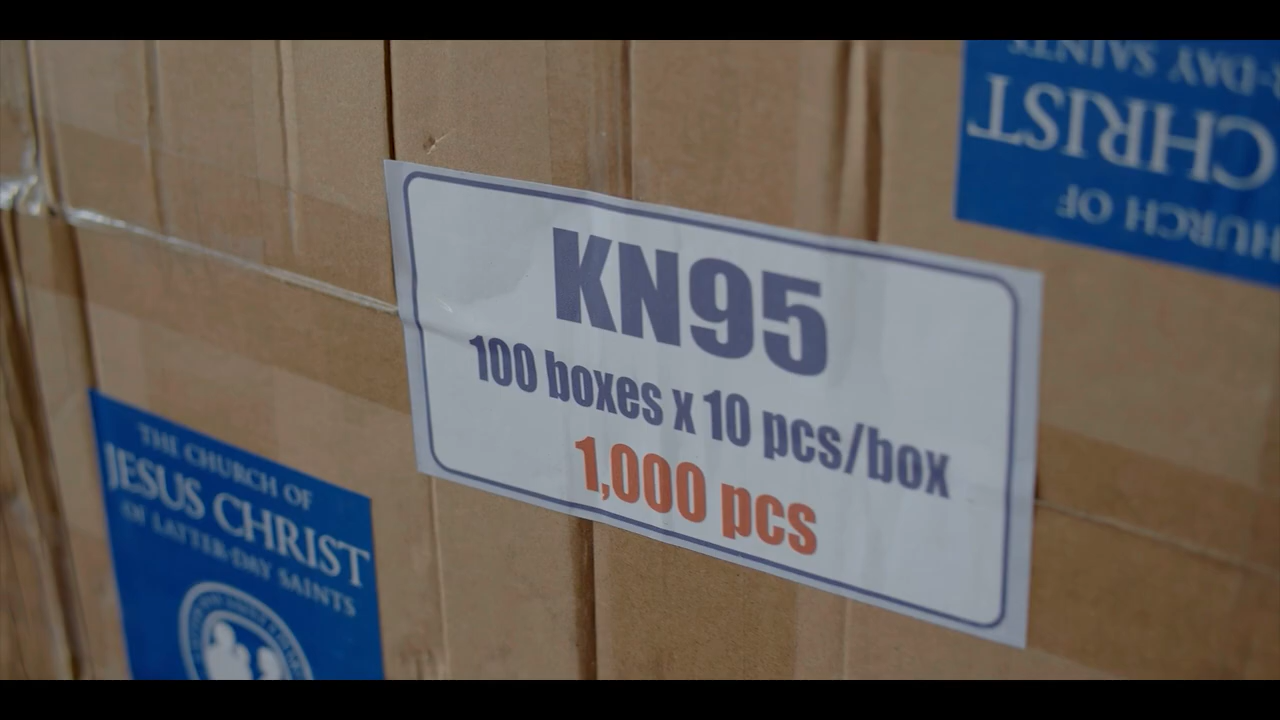 KN95
100 boxes x 10 pcs/box
1,000 pcs
THE CHURCH OF
JESUS CHRIST
OF LATTER-DAY SAINTS
HURCH OF
CHRIST
-DAY SAINTS